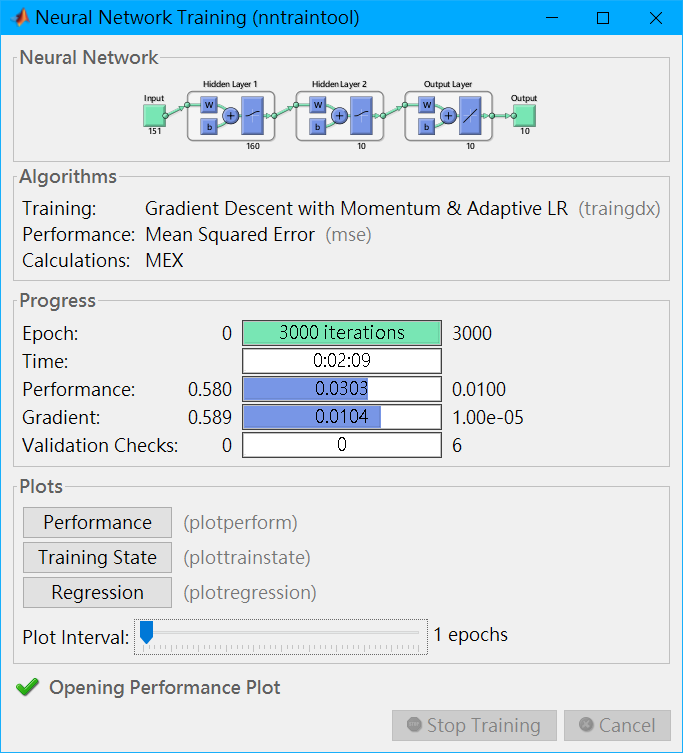 Neural Network Training (nntraintool)
Neural Network
Hidden Layer 1 Hidden Layer 2 Output Layer
Input Output
W W W
+ + +
b b b
151 10
160 10 10
Algorithms
Training: Gradient Descent with Momentum & Adaptive LR (traingdx)
Performance: Mean Squared Error (mse)
Calculations: MEX
Progress
Epoch: 0 3000 iterations 3000
Time: 0:02:09
Performance: 0.580 0.0303 0.0100
Gradient: 0.589 0.0104 1.00e-05
Validation Checks: 0 0 6
Plots
Performance (plotperform)
Training State (plottrainstate)
Regression (plotregression)
Plot Interval: 1 epochs
Opening Performance Plot
Stop Training Cancel